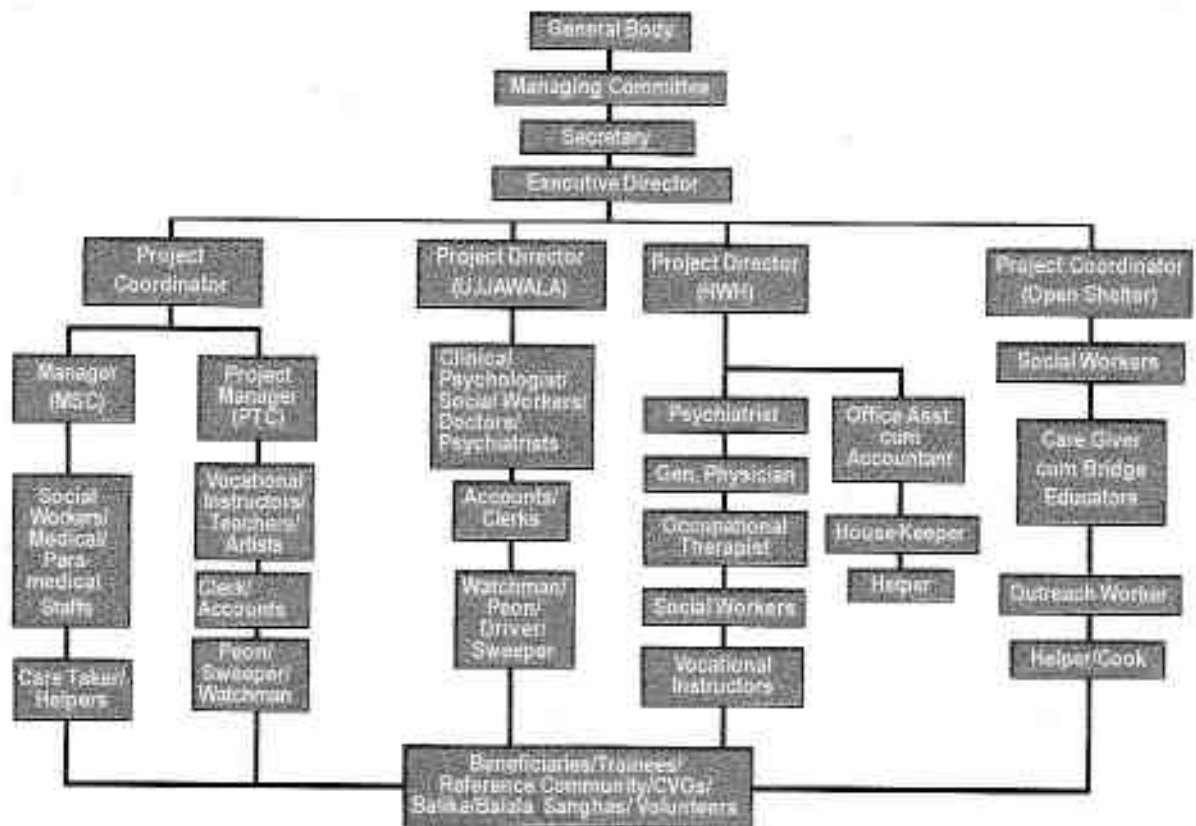 General Body
Managing Committee
Secretary
Executive Director
Project
Coordinator
Project Director
(UJJAWALA)
Project Director
(HWH)
Project Coordinator
(Open Shelter)
Manager
(MSC)
Project
Manager
(PTC)
Clinical
Psychologist/
Social Workers/
Doctors/
Psychiatrists
Psychiatrist
Office Asst.
cum
Accountant
Social Workers
Social
Workers/
Medical/
Para
medical
Staffs
Vocational
Instructors/
Teachers/
Artists
Accounts/
Clerks
Gen. Physician
Care Giver
cum Bridge
Educators
Occupational
Therapist
House-Keeper
Clerk/
Accounts
Watchman/
Peon/
Driver/
Sweeper
Social Workers
Helper
Outreach Worker
Care Taker/
Helpers
Peon/
Sweeper/
Watchman
Vocational
Instructors
Helper/Cook
Beneficiaries/Trainees/
Reference Community/CVGs/
Balika/ Sanghas/ Volunteers